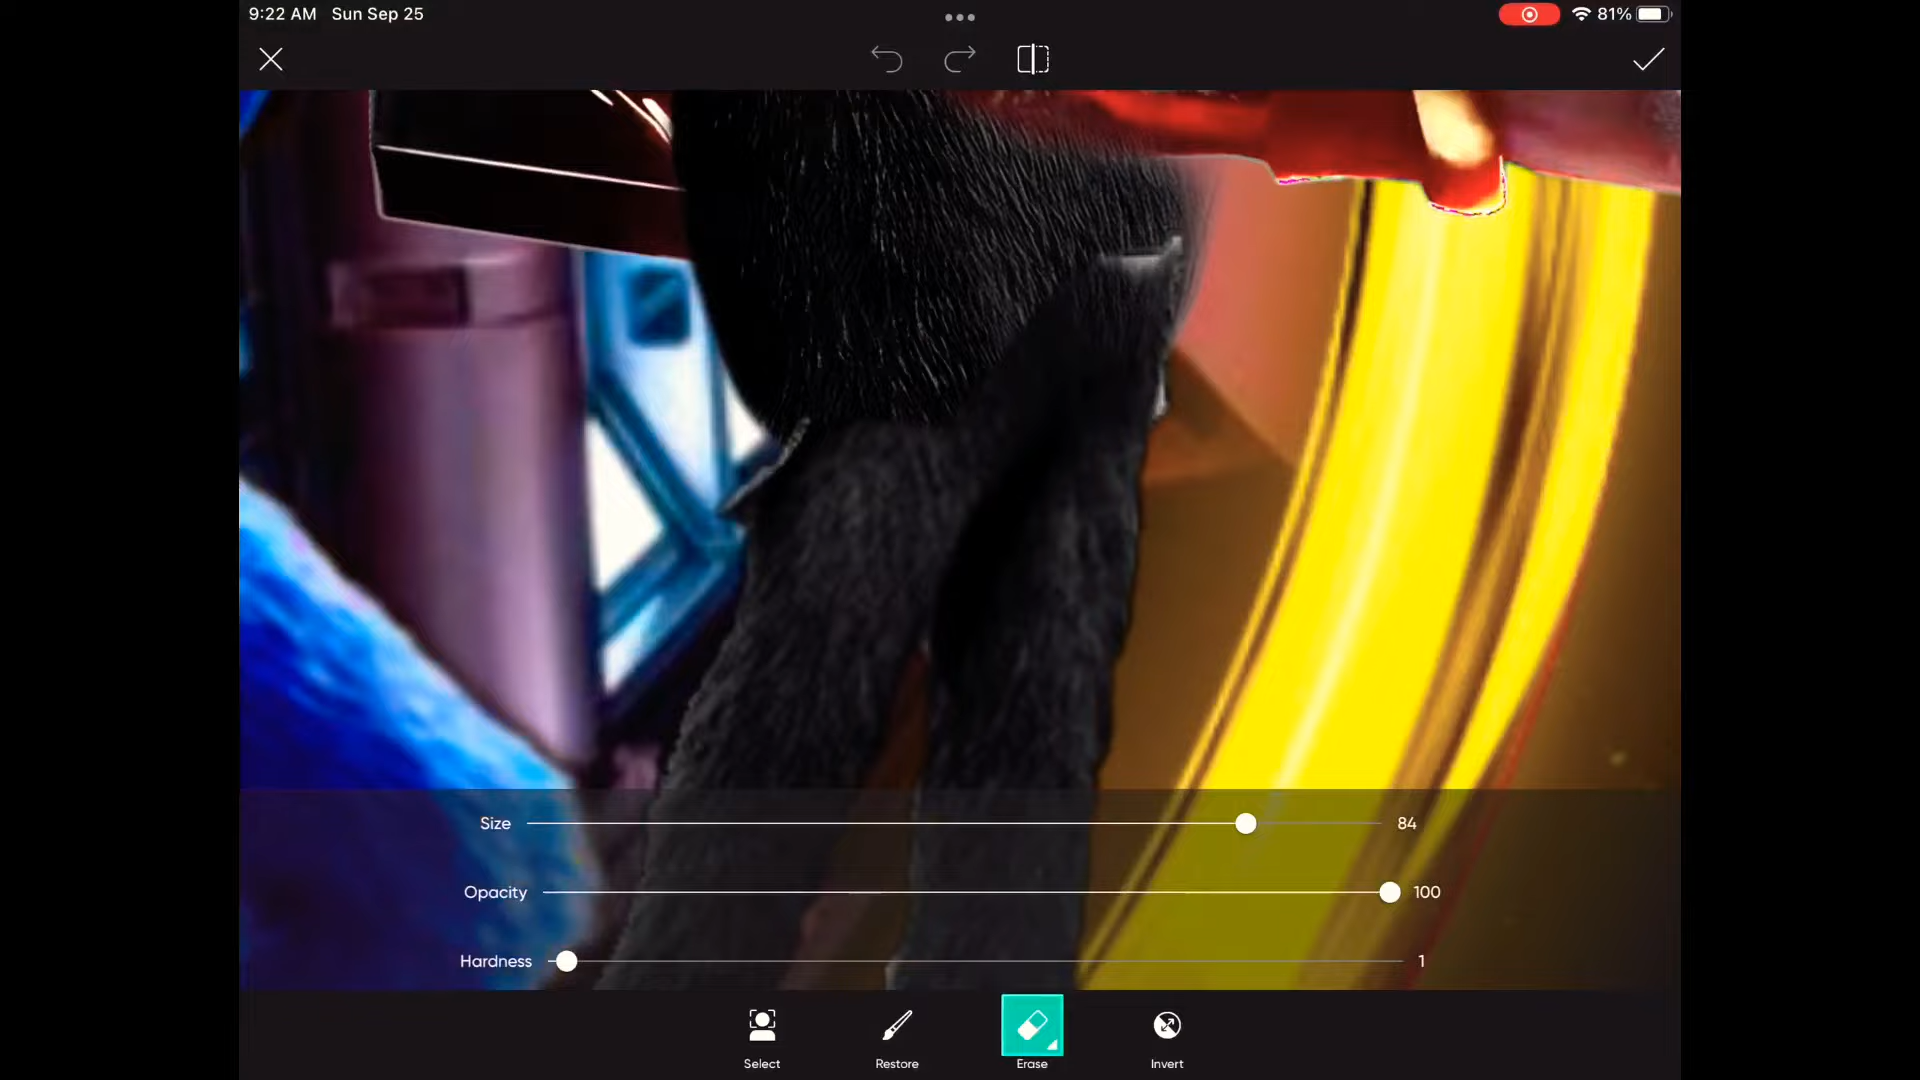 9:22 AM Sun Sep 25
81%
Size 84
Opacity 100
Hardness 1
Select Restore Erase Invert